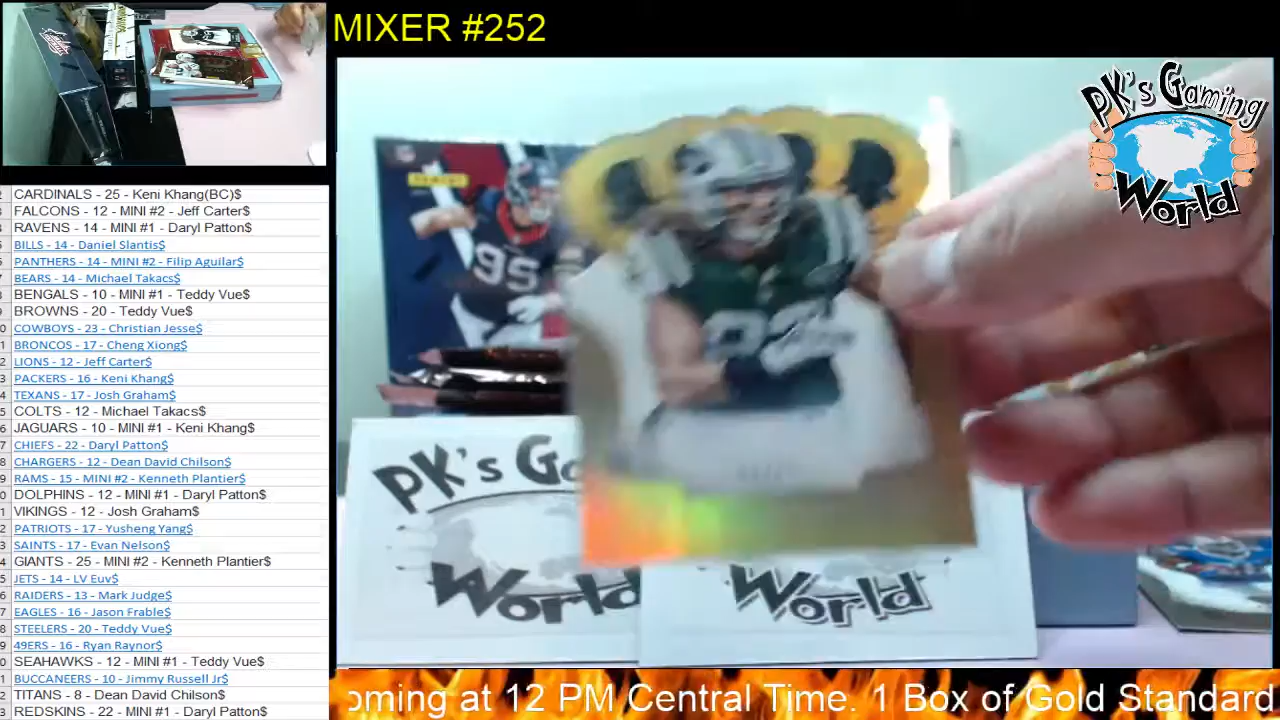 MIXER #252
PK's Gaming
World
CARDINALS - 25 - Keni Khang(BC)$
FALCONS - 12 - MINI #2 - Jeff Carter$
RAVENS - 14 - MINI #1 - Daryl Patton$
BILLS - 14 - Daniel Slantis$
PANTHERS - 14 - MINI #2 - Filip Aguilar$
BEARS - 14 - Michael Takacs$
BENGALS - 10 - MINI #1 - Teddy Vue$
BROWNS - 20 - Teddy Vue$
COWBOYS - 23 - Christian Jesse$
BRONCOS - 17 - Cheng Xiong$
LIONS - 12 - Jeff Carter$
PACKERS - 16 - Keni Khang$
TEXANS - 17 - Josh Graham$
COLTS - 12 - Michael Takacs$
JAGUARS - 10 - MINI #1 - Keni Khang$
CHIEFS - 22 - Daryl Patton$
CHARGERS - 12 - Dean David Chilson$
RAMS - 15 - MINI #2 - Kenneth Plantier$
DOLPHINS - 12 - MINI #1 - Daryl Patton$
VIKINGS - 12 - Josh Graham$
PATRIOTS - 17 - Yusheng Yang$
SAINTS - 17 - Evan Nelson$
GIANTS - 25 - MINI #2 - Kenneth Plantier$
JETS - 14 - LV Euv$
RAIDERS - 13 - Mark Judge$
EAGLES - 16 - Jason Frable$
STEELERS - 20 - Teddy Vue$
49ERS - 16 - Ryan Raynor$
SEAHAWKS - 12 - MINI #1 - Teddy Vue$
BUCCANEERS - 10 - Jimmy Russell Jr$
TITANS - 8 - Dean David Chilson$
REDSKINS - 22 - MINI #1 - Daryl Patton$
95
PK's Ga
World
World
oming at 12 PM Central Time. 1 Box of Gold Standard